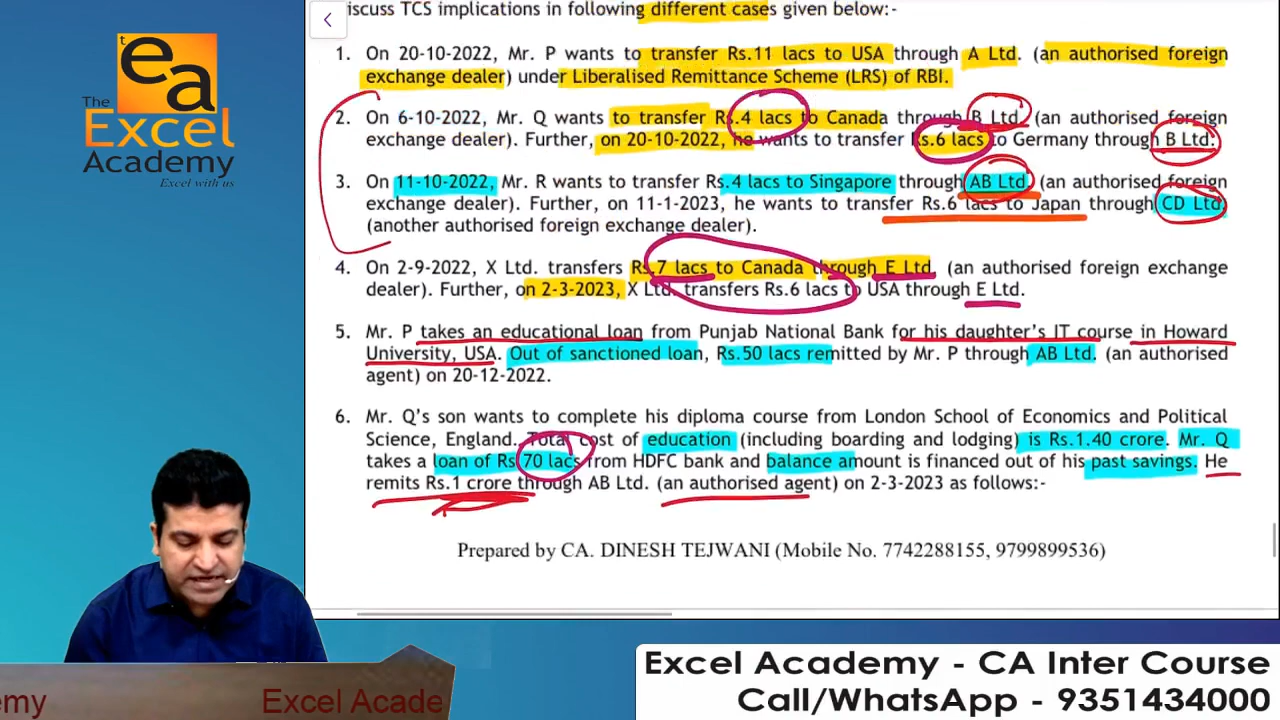 iscuss TCS implications in following different cases given below:-
1. On 20-10-2022, Mr. P wants to transfer Rs.11 lacs to USA through A Ltd. (an authorised foreign
exchange dealer) under Liberalised Remittance Scheme (LRS) of RBI.
2. On 6-10-2022, Mr. Q wants to transfer Rs.4 lacs to Canada through B Ltd. (an authorised foreign
exchange dealer). Further, on 20-10-2022, he wants to transfer Rs.6 lacs to Germany through B Ltd.
3. On 11-10-2022, Mr. R wants to transfer Rs.4 lacs to Singapore through AB Ltd. (an authorised foreign
exchange dealer). Further, on 11-1-2023, he wants to transfer Rs.6 lacs to Japan through CD Ltd.
(another authorised foreign exchange dealer).
4. On 2-9-2022, X Ltd. transfers Rs.7 lacs to Canada through E Ltd. (an authorised foreign exchange
dealer). Further, on 2-3-2023, X Ltd. transfers Rs.6 lacs to USA through E Ltd.
5. Mr. P takes an educational loan from Punjab National Bank for his daughter's IT course in Howard
University, USA. Out of sanctioned loan, Rs.50 lacs remitted by Mr. P through AB Ltd. (an authorised
agent) on 20-12-2022.
6. Mr. Q's son wants to complete his diploma course from London School of Economics and Political
Science, England. Total cost of education (including boarding and lodging) is Rs.1.40 crore. Mr. Q
takes a loan of Rs.70 lacs from HDFC bank and balance amount is financed out of his past savings. He
remits Rs.1 crore through AB Ltd. (an authorised agent) on 2-3-2023 as follows:-
Prepared by CA. DINESH TEJWANI (Mobile No. 7742288155, 9799899536)
t
ea
The
Excel
Academy
Excel with us
emy Excel Acade
Excel Academy - CA Inter Course
Call/WhatsApp - 9351434000